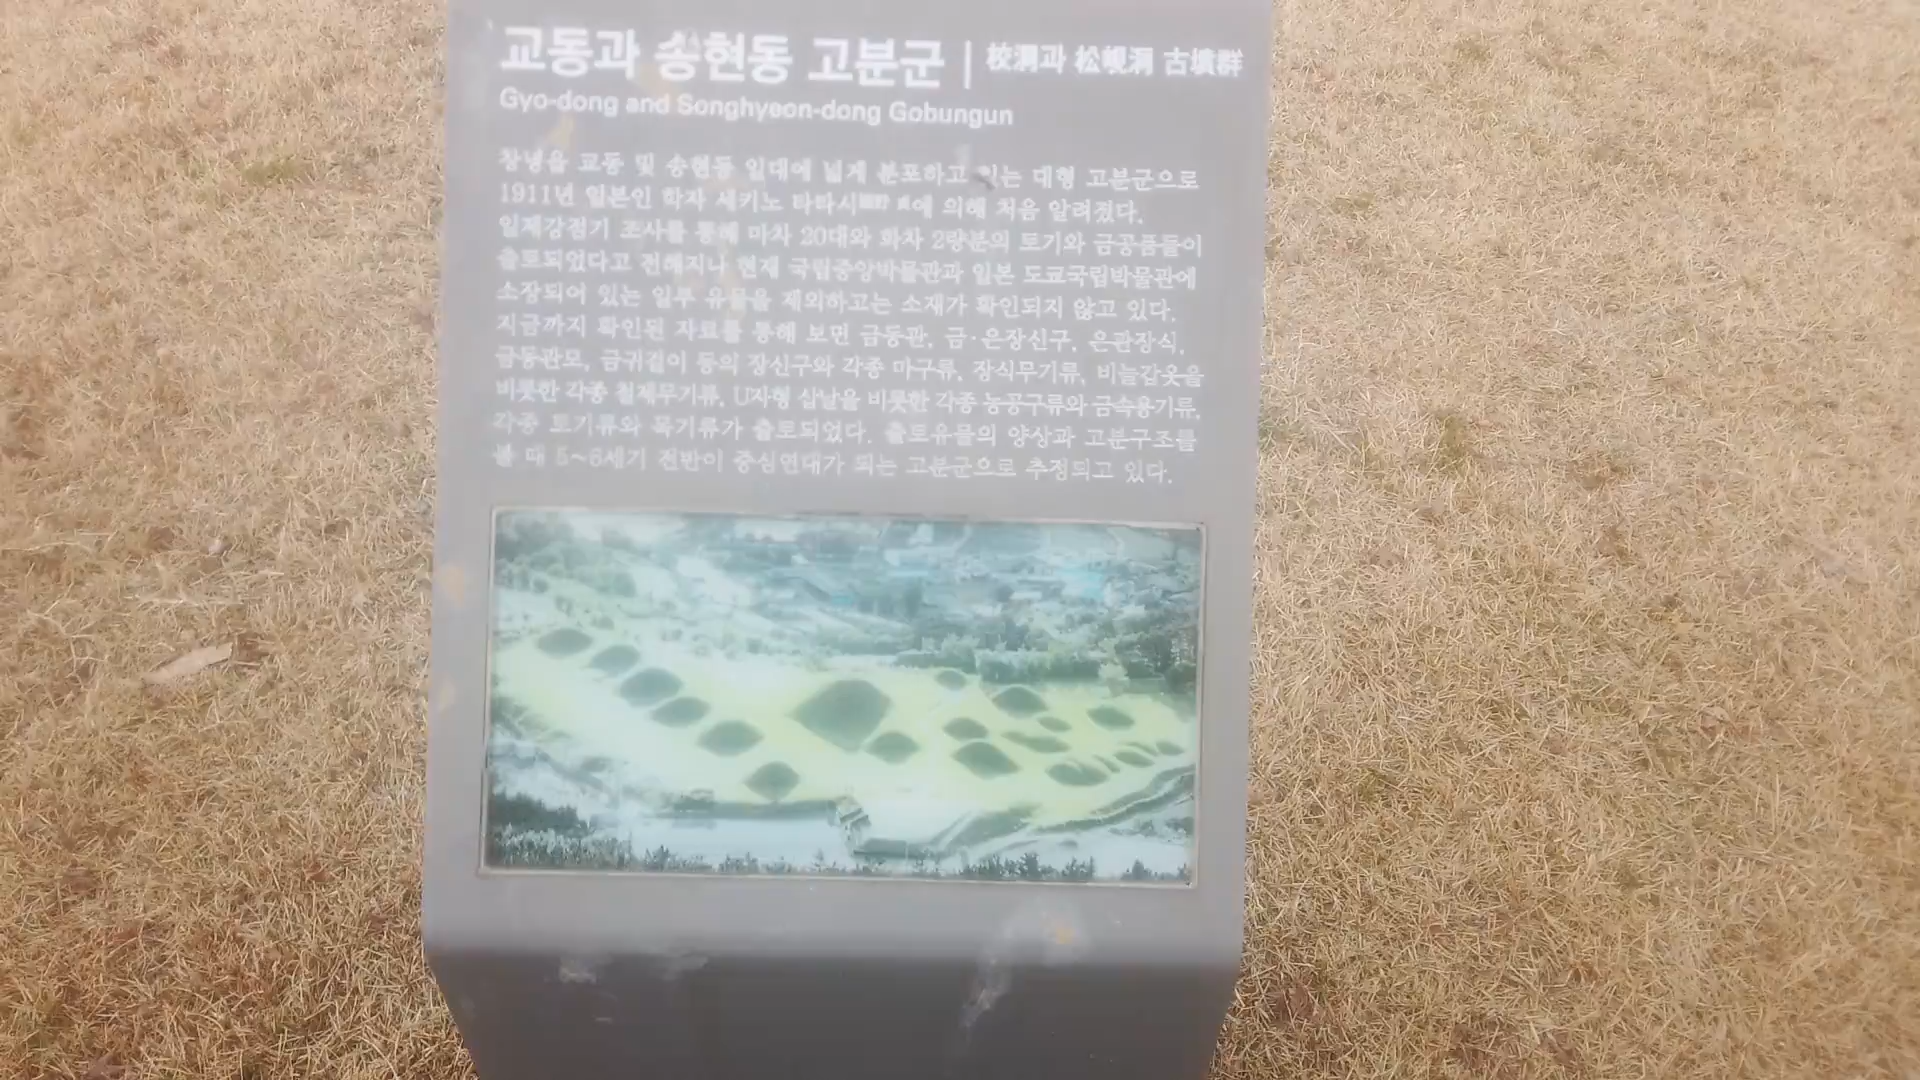 교동과 송현동 고분군 | 校洞과 松峴洞 古墳群
Gyo-dong and Songhyeon-dong Gobungun
창녕읍 교동 및 송현동 일대에 넓게 분포하고 있는 대형 고분군으로
1911년 일본인 학자 세키노 타다시에 의해 처음 알려졌다.
일제강점기 조사를 통해 마차 20대와 화차 2량분의 토기와 금공품들이
출토되었다고 전해지나 현재 국립중앙박물관과 일본 도쿄국립박물관에
소장되어 있는 일부 유물을 제외하고는 소재가 확인되지 않고 있다.
지금까지 확인된 자료를 통해 보면 금동관, 금·은장신구, 은관장식,
금동관모, 금귀걸이 등의 장신구와 각종 마구류, 장식무기류, 비늘갑옷을
비롯한 각종 철제무기류, U자형 삽날을 비롯한 각종 농공구류와 금속용기류,
각종 토기류와 목기류가 출토되었다. 출토유물의 양상과 고분구조를
볼 때 5~6세기 전반이 중심연대가 되는 고분군으로 추정되고 있다.